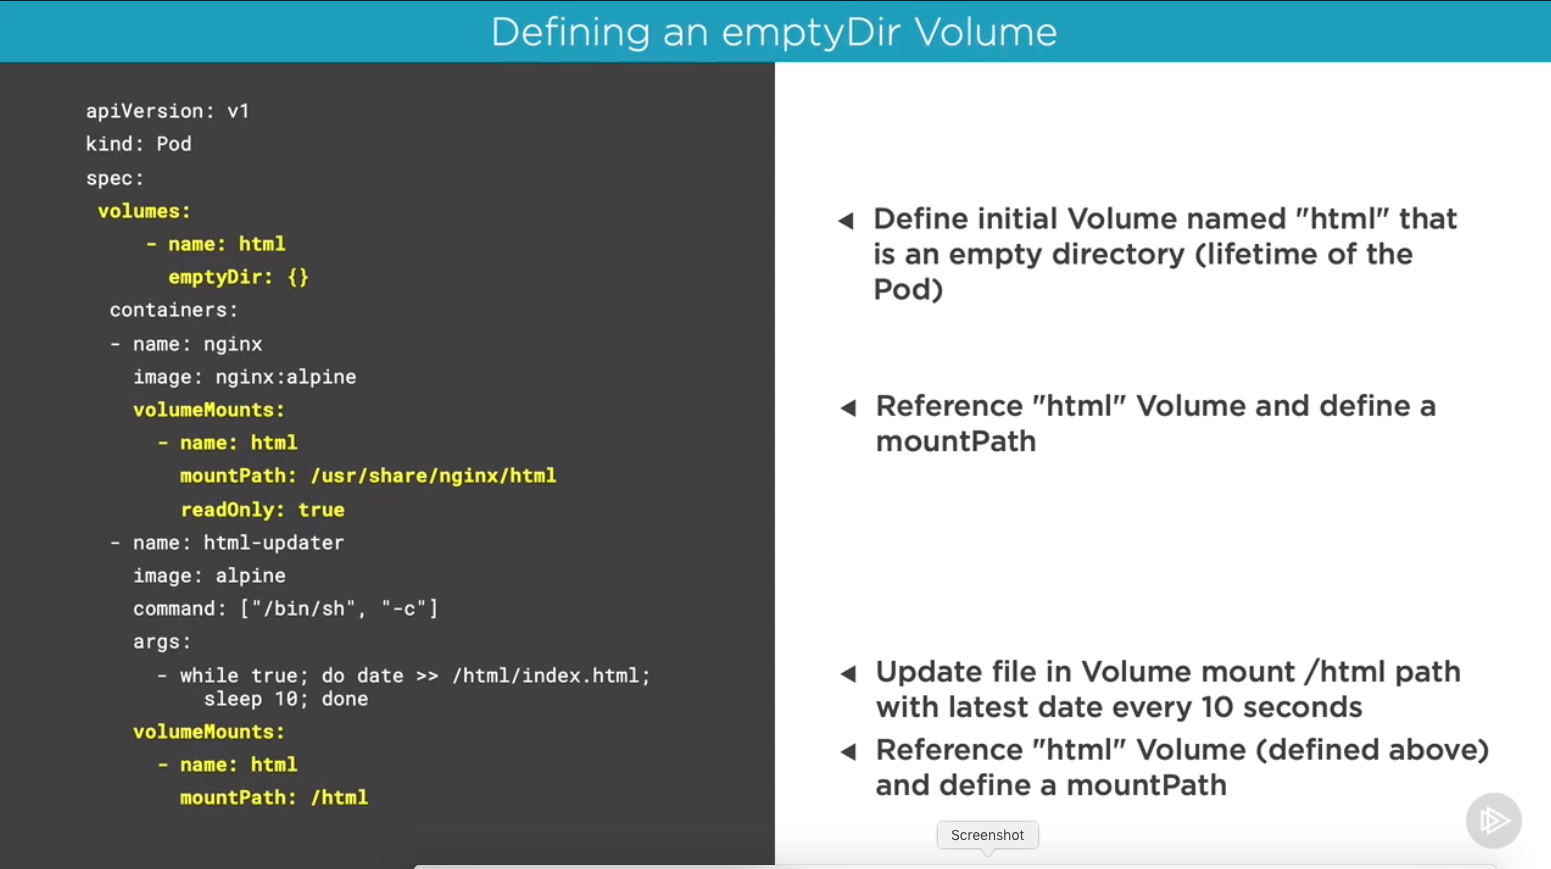 Defining an emptyDir Volume
apiVersion: v1
kind: Pod
spec:
volumes:
- name: html
emptyDir: {}
containers:
- name: nginx
image: nginx:alpine
volumeMounts:
- name: html
mountPath: /usr/share/nginx/html
readOnly: true
- name: html-updater
image: alpine
command: ["/bin/sh", "-c"]
args:
- while true; do date >> /html/index.html;
sleep 10; done
volumeMounts:
- name: html
mountPath: /html
Define initial Volume named "html" that
is an empty directory (lifetime of the
Pod)
Reference "html" Volume and define a
mountPath
Update file in Volume mount /html path
with latest date every 10 seconds
Reference "html" Volume (defined above)
and define a mountPath
Screenshot